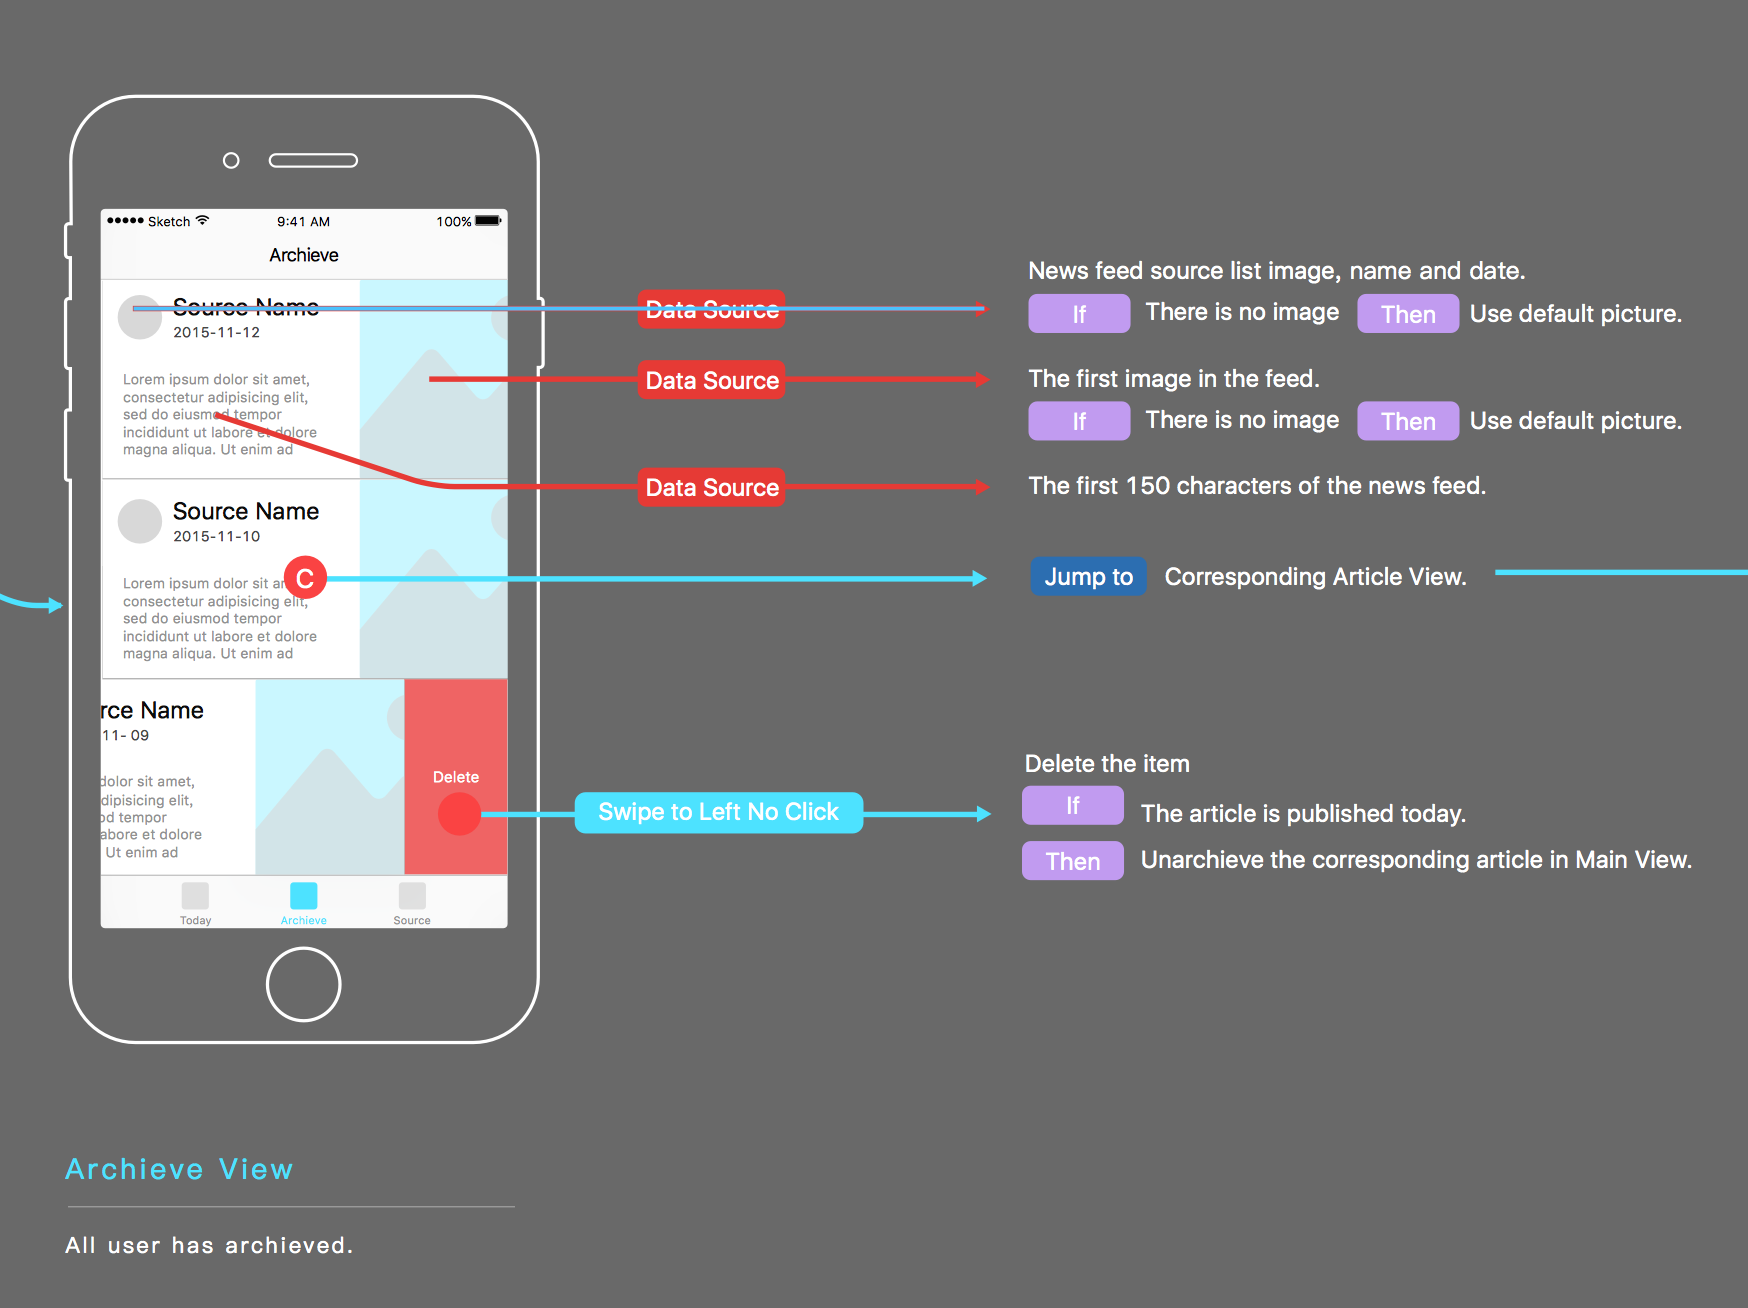 Sketch 9:41 AM 100%
Archieve
Source Name
2015-11-12
Lorem ipsum dolor sit amet,
consectetur adipisicing elit,
sed do eiusmod tempor
incididunt ut labore et dolore
magna aliqua. Ut enim ad
Source Name
2015-11-10
C
Lorem ipsum dolor sit am
consectetur adipisicing elit,
sed do eiusmod tempor
incididunt ut labore et dolore
magna aliqua. Ut enim ad
rce Name
11- 09
dolor sit amet,
dipisicing elit,
od tempor
abore et dolore
Ut enim ad
Delete
Today Archieve Source
Data Source
News feed source list image, name and date.
If There is no image Then Use default picture.
Data Source
The first image in the feed.
If There is no image Then Use default picture.
Data Source
The first 150 characters of the news feed.
Jump to Corresponding Article View.
Swipe to Left No Click
Delete the item
If The article is published today.
Then Unarchieve the corresponding article in Main View.
Archieve View
All user has archieved.